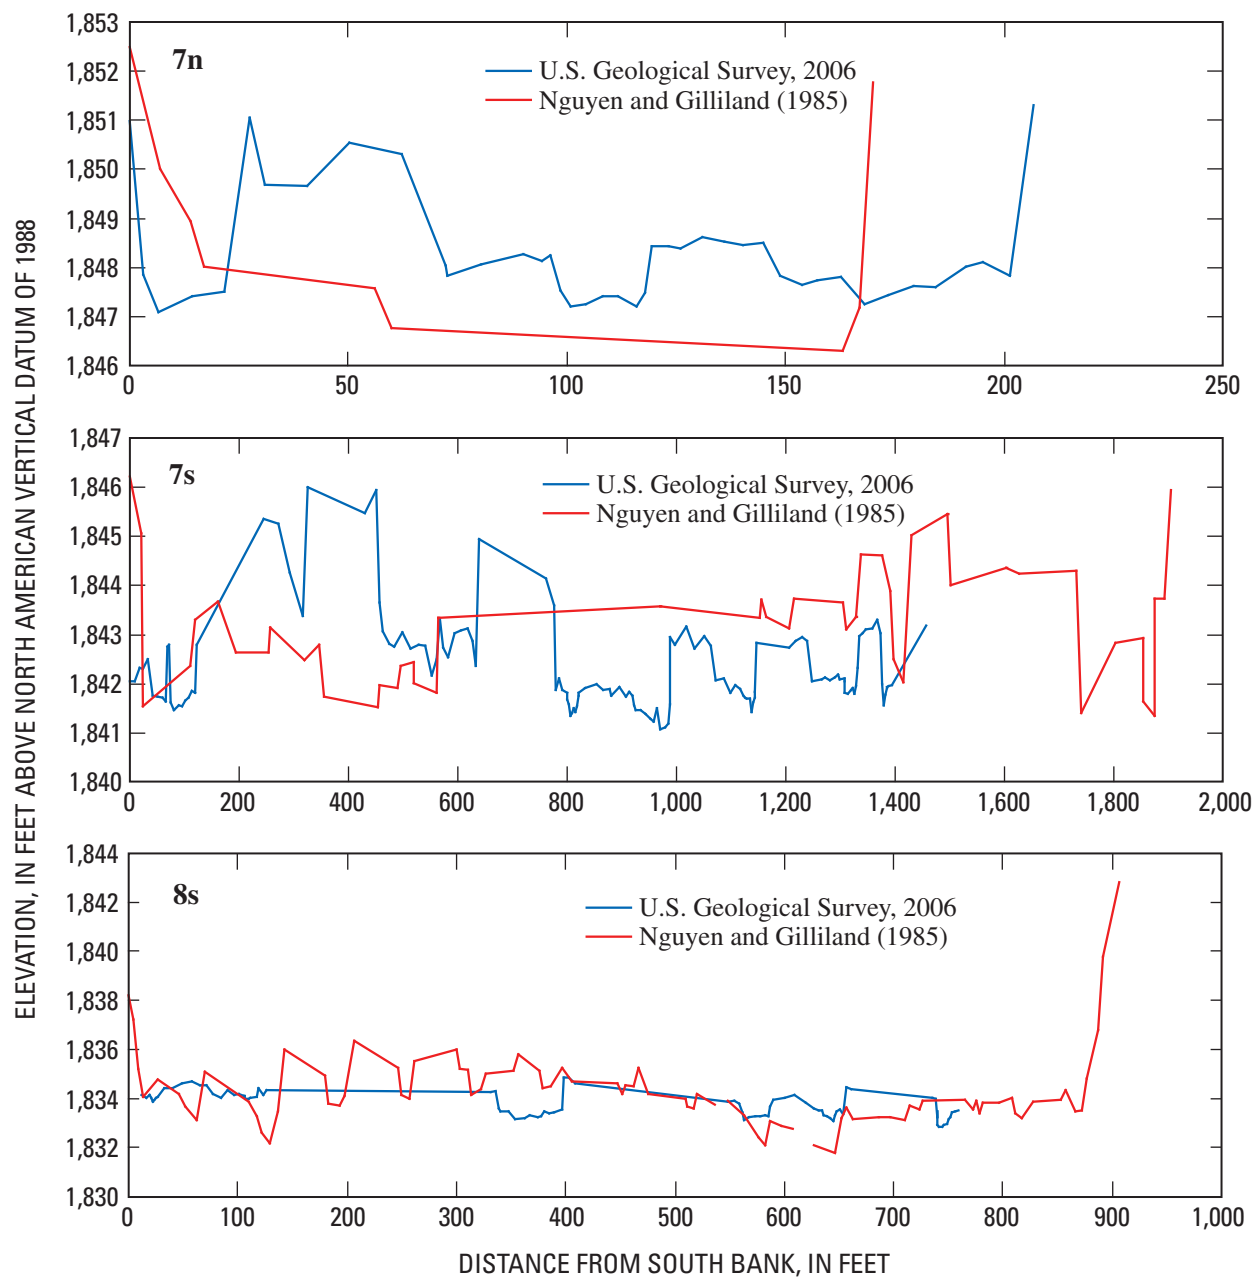 ELEVATION, IN FEET ABOVE NORTH AMERICAN VERTICAL DATUM OF 1988
7n
U.S. Geological Survey, 2006
Nguyen and Gilliland (1985)
1,853
1,852
1,851
1,850
1,849
1,848
1,847
1,846
0 50 100 150 200 250
7s
U.S. Geological Survey, 2006
Nguyen and Gilliland (1985)
1,847
1,846
1,845
1,844
1,843
1,842
1,841
1,840
0 200 400 600 800 1,000 1,200 1,400 1,600 1,800 2,000
8s
U.S. Geological Survey, 2006
Nguyen and Gilliland (1985)
1,844
1,842
1,840
1,838
1,836
1,834
1,832
1,830
0 100 200 300 400 500 600 700 800 900 1,000
DISTANCE FROM SOUTH BANK, IN FEET